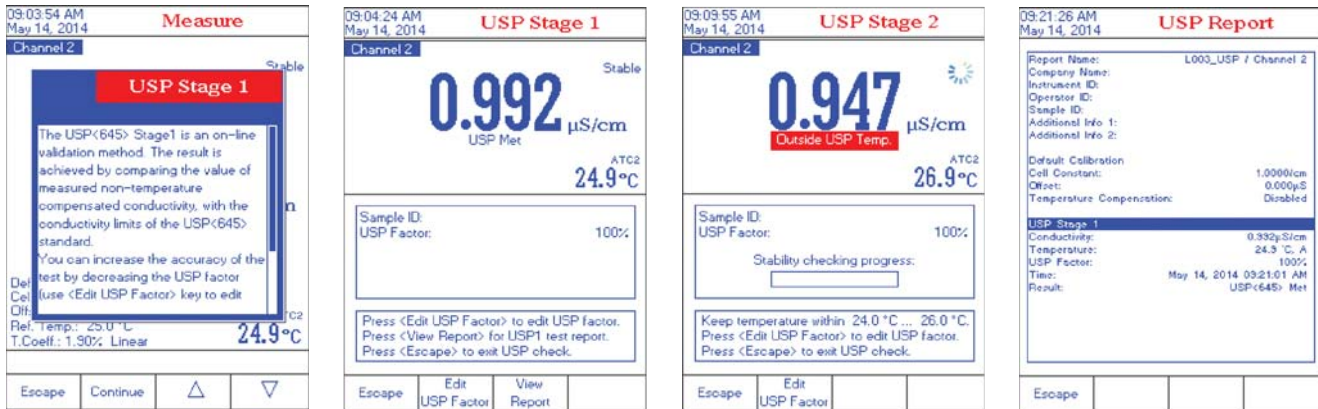 09:03:54 AM
May 14, 2014
Measure
Channel 2
Stable
USP Stage 1
The USP<645> Stage1 is an on-line
validation method. The result is
achieved by comparing the value of
measured non-temperature
compensated conductivity, with the
conductivity limits of the USP<645>
standard.
You can increase the accuracy of the
test by decreasing the USP factor
(use <Edit USP Factor> key to edit
Ref. Temp.: 25.0 °C
T.Coeff.: 1.90% Linear
24.9°C
Escape
Continue
09:04:24 AM
May 14, 2014
USP Stage 1
Channel 2
Stable
0.992 µS/cm
USP Met
ATC2
24.9°C
Sample ID:
USP Factor: 100%
Press <Edit USP Factor> to edit USP factor.
Press <View Report> for USP1 test report.
Press <Escape> to exit USP check.
Escape
Edit USP Factor
View Report
09:09:55 AM
May 14, 2014
USP Stage 2
Channel 2
0.947 µS/cm
Outside USP Temp.
ATC2
26.9°C
Sample ID:
USP Factor: 100%
Stability checking progress:
Keep temperature within 24.0 °C ... 26.0 °C.
Press <Edit USP Factor> to edit USP factor.
Press <Escape> to exit USP check.
Escape
Edit USP Factor
09:21:26 AM
May 14, 2014
USP Report
Report Name: L003_USP / Channel 2
Company Name:
Instrument ID:
Operator ID:
Sample ID:
Additional Info 1:
Additional Info 2:
Default Calibration
Cell Constant: 1.0000/cm
Offset: 0.000µS
Temperature Compensation: Disabled
USP Stage 1
Conductivity: 0.992µS/cm
Temperature: 24.9 °C, A
USP Factor: 100%
Time: May 14, 2014 09:21:01 AM
Result: USP<645> Met
Escape